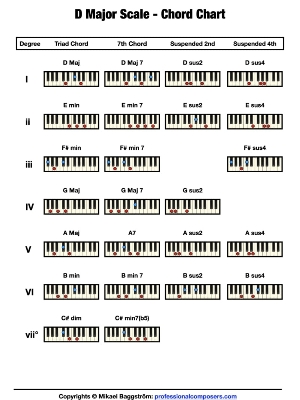 D Major Scale - Chord Chart
Degree Triad Chord 7th Chord Suspended 2nd Suspended 4th
D Maj D Maj 7 D sus2 D sus4
I
E min E min 7 E sus2 E sus4
ii
F# min F# min 7 F# sus4
iii
G Maj G Maj 7 G sus2
IV
A Maj A7 A sus2 A sus4
V
B min B min 7 B sus2 B sus4
VI
C# dim C# min7(b5)
vii°
Copyrights © Mikael Baggström: professionalcomposers.com